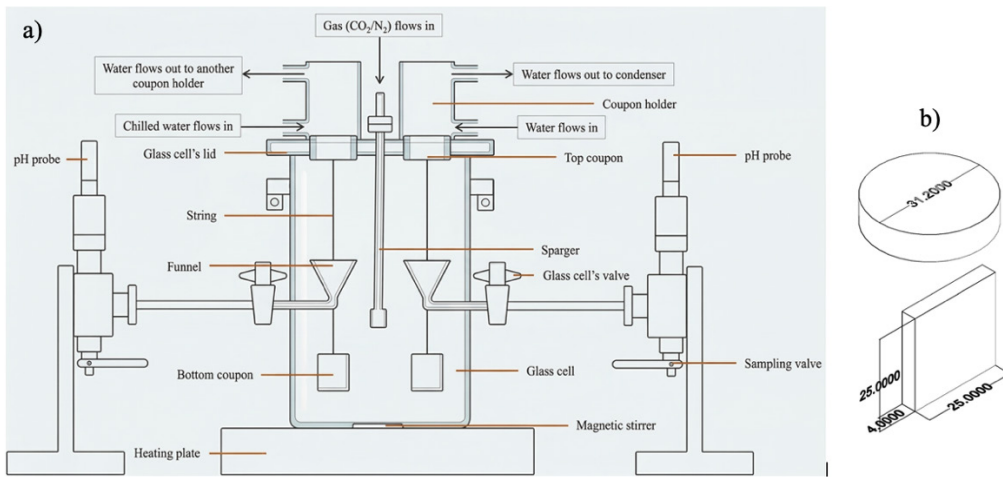 a)
Gas (CO₂/N₂) flows in
Water flows out to another
coupon holder
Water flows out to condenser
Coupon holder
Chilled water flows in
Water flows in
pH probe
Glass cell's lid
Top coupon
pH probe
String
Sparger
Funnel
Glass cell's valve
Bottom coupon
Glass cell
Sampling valve
Magnetic stirrer
Heating plate
b)
31.2000
25.0000
4.0000
25.0000